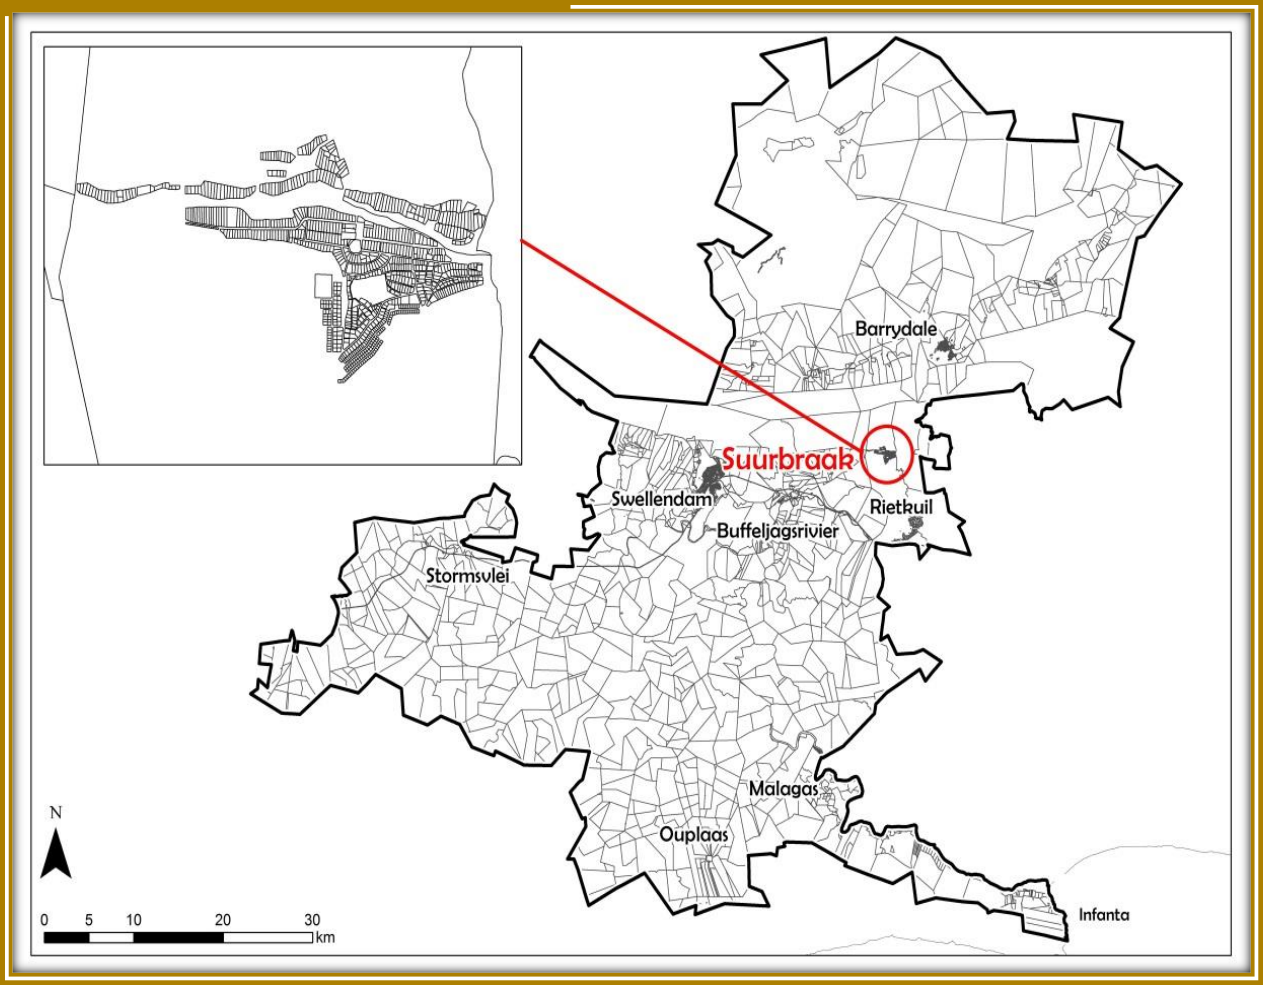 Barrydale
Suurbraak
Swellendam
Rietkuil
Buffeljagsrivier
Stormsvlei
Malagas
Ouplaas
Infanta
N
0 5 10 20 30
km